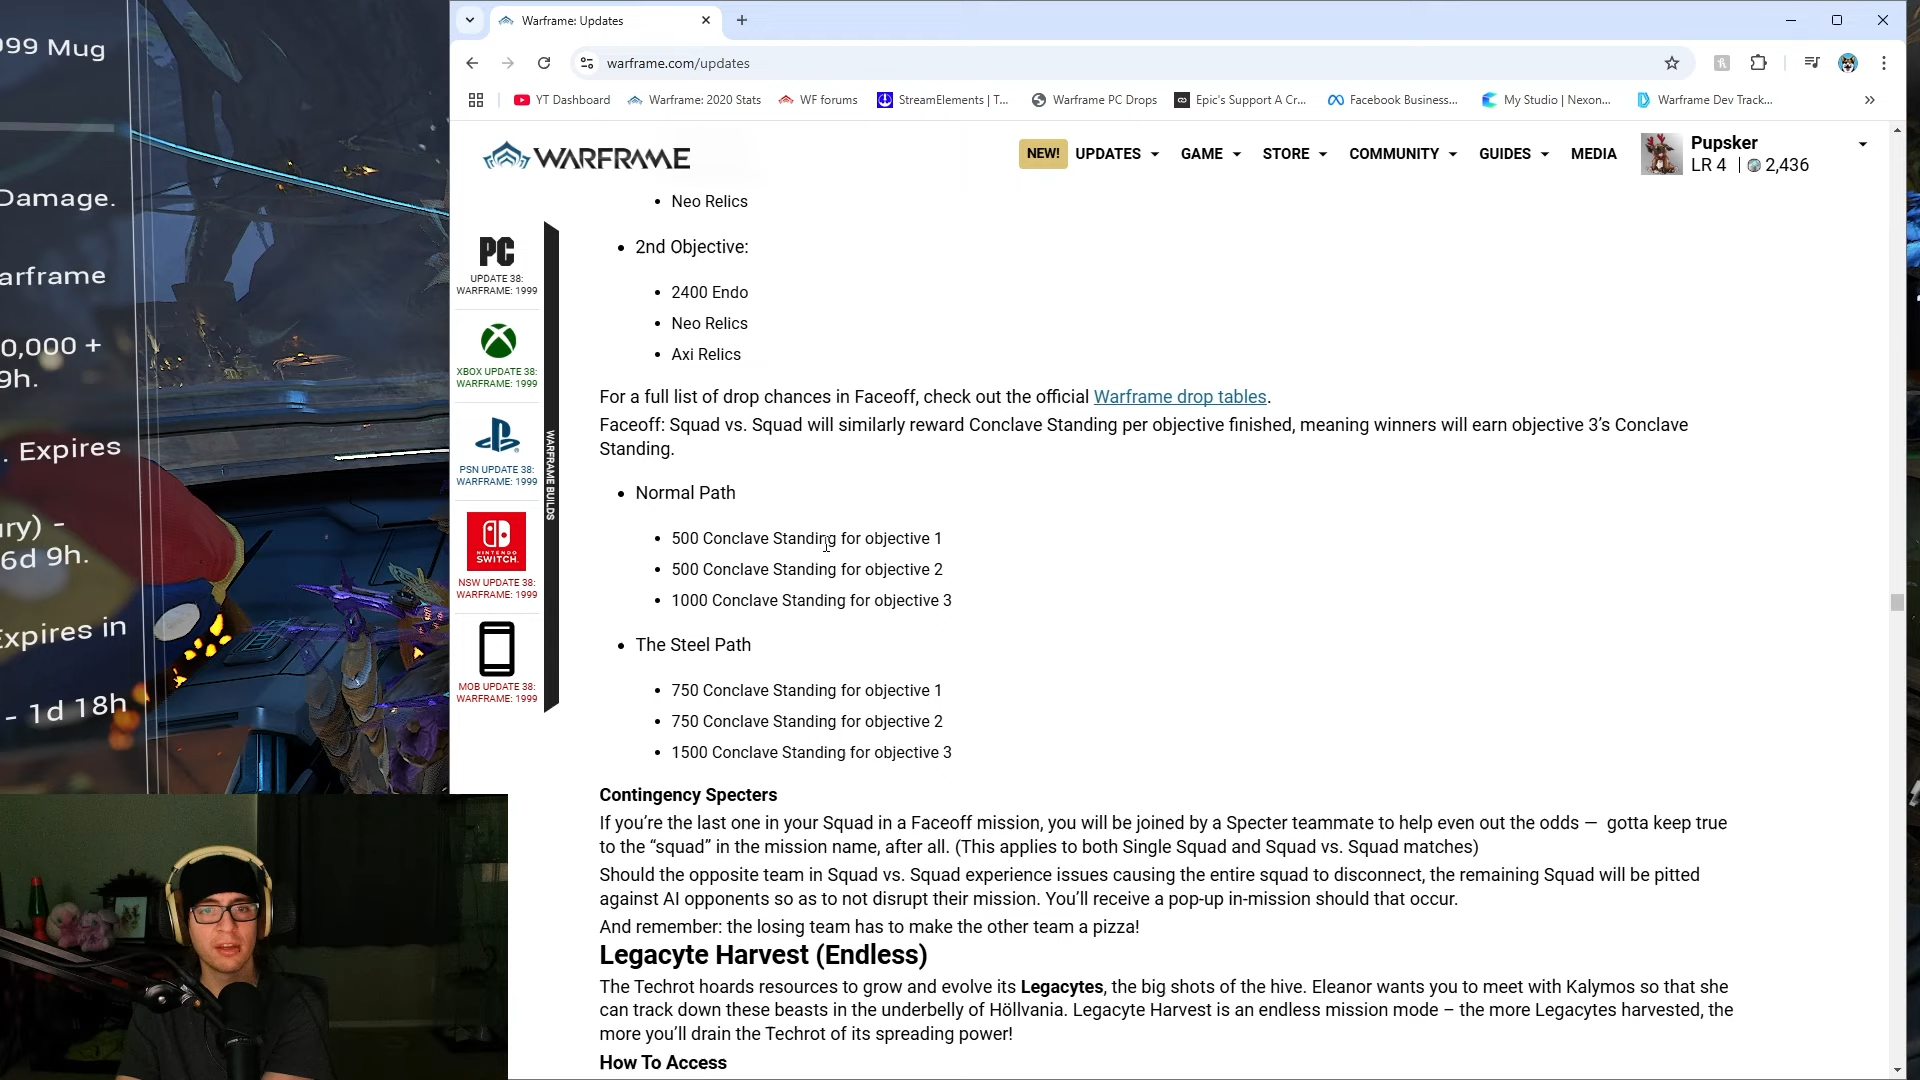 99 Mug
Damage.
arframe
0,000 +
9h.
. Expires
ury) -
6d 9h.
Expires in
- 1d 18h
Warframe: Updates
warframe.com/updates
YT Dashboard
Warframe: 2020 Stats
WF forums
StreamElements | T...
Warframe PC Drops
Epic's Support A Cr...
Facebook Business...
My Studio | Nexon...
Warframe Dev Track...
WARFRAME
NEW! UPDATES
GAME
STORE
COMMUNITY
GUIDES
MEDIA
Pupsker
LR 4 | 2,436
PC
UPDATE 38:
WARFRAME: 1999
XBOX UPDATE 38:
WARFRAME: 1999
PSN UPDATE 38:
WARFRAME: 1999
NINTENDO
SWITCH
NSW UPDATE 38:
WARFRAME: 1999
MOB UPDATE 38:
WARFRAME: 1999
WARFRAME BUILDS
• Neo Relics
• 2nd Objective:
• 2400 Endo
• Neo Relics
• Axi Relics
For a full list of drop chances in Faceoff, check out the official Warframe drop tables.
Faceoff: Squad vs. Squad will similarly reward Conclave Standing per objective finished, meaning winners will earn objective 3’s Conclave
Standing.
• Normal Path
• 500 Conclave Standing for objective 1
• 500 Conclave Standing for objective 2
• 1000 Conclave Standing for objective 3
• The Steel Path
• 750 Conclave Standing for objective 1
• 750 Conclave Standing for objective 2
• 1500 Conclave Standing for objective 3
Contingency Specters
If you’re the last one in your Squad in a Faceoff mission, you will be joined by a Specter teammate to help even out the odds — gotta keep true
to the “squad” in the mission name, after all. (This applies to both Single Squad and Squad vs. Squad matches)
Should the opposite team in Squad vs. Squad experience issues causing the entire squad to disconnect, the remaining Squad will be pitted
against AI opponents so as to not disrupt their mission. You’ll receive a pop-up in-mission should that occur.
And remember: the losing team has to make the other team a pizza!
Legacyte Harvest (Endless)
The Techrot hoards resources to grow and evolve its Legacytes, the big shots of the hive. Eleanor wants you to meet with Kalymos so that she
can track down these beasts in the underbelly of Höllvania. Legacyte Harvest is an endless mission mode – the more Legacytes harvested, the
more you’ll drain the Techrot of its spreading power!
How To Access